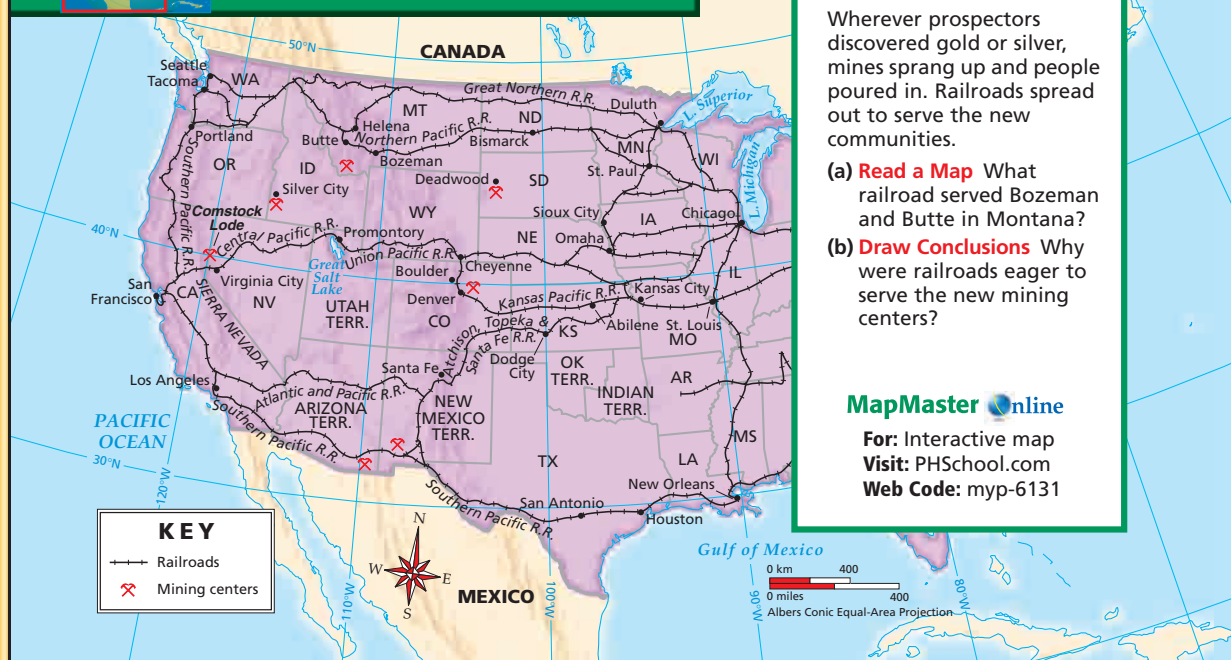 50°N
CANADA
Seattle
Tacoma
WA
Great Northern R.R.
MT
Duluth
L. Superior
ND
Helena
Butte
Northern Pacific R.R.
Bismarck
Portland
MN
WI
OR
Bozeman
ID
St. Paul
L. Michigan
Deadwood
SD
Silver City
Southern Pacific R.R.
WY
Sioux City
IA
Chicago
Comstock
Lode
40°N
Central Pacific R.R.
Promontory
NE
Omaha
Union Pacific R.R.
Great
Salt
Lake
Boulder
Cheyenne
IL
San
Francisco
CA
Virginia City
NV
Denver
Kansas City
Kansas Pacific R.R.
SIERRA NEVADA
UTAH
TERR.
CO
Abilene
St. Louis
Atchison, Topeka &
Santa Fe R.R.
KS
MO
Dodge
City
Santa Fe
OK
TERR.
Los Angeles
AR
INDIAN
TERR.
Atlantic and Pacific R.R.
ARIZONA
TERR.
NEW
MEXICO
TERR.
PACIFIC
OCEAN
Southern Pacific R.R.
MS
30°N
TX
LA
120°W
New Orleans
San Antonio
Southern Pacific R.R.
Houston
KEY
Railroads
Mining centers
N
W
E
S
MEXICO
110°W
100°W
90°W
80°W
Gulf of Mexico
0 km 400
0 miles 400
Albers Conic Equal-Area Projection
Wherever prospectors
discovered gold or silver,
mines sprang up and people
poured in. Railroads spread
out to serve the new
communities.
(a) Read a Map What
railroad served Bozeman
and Butte in Montana?
(b) Draw Conclusions Why
were railroads eager to
serve the new mining
centers?
MapMaster Online
For: Interactive map
Visit: PHSchool.com
Web Code: myp-6131